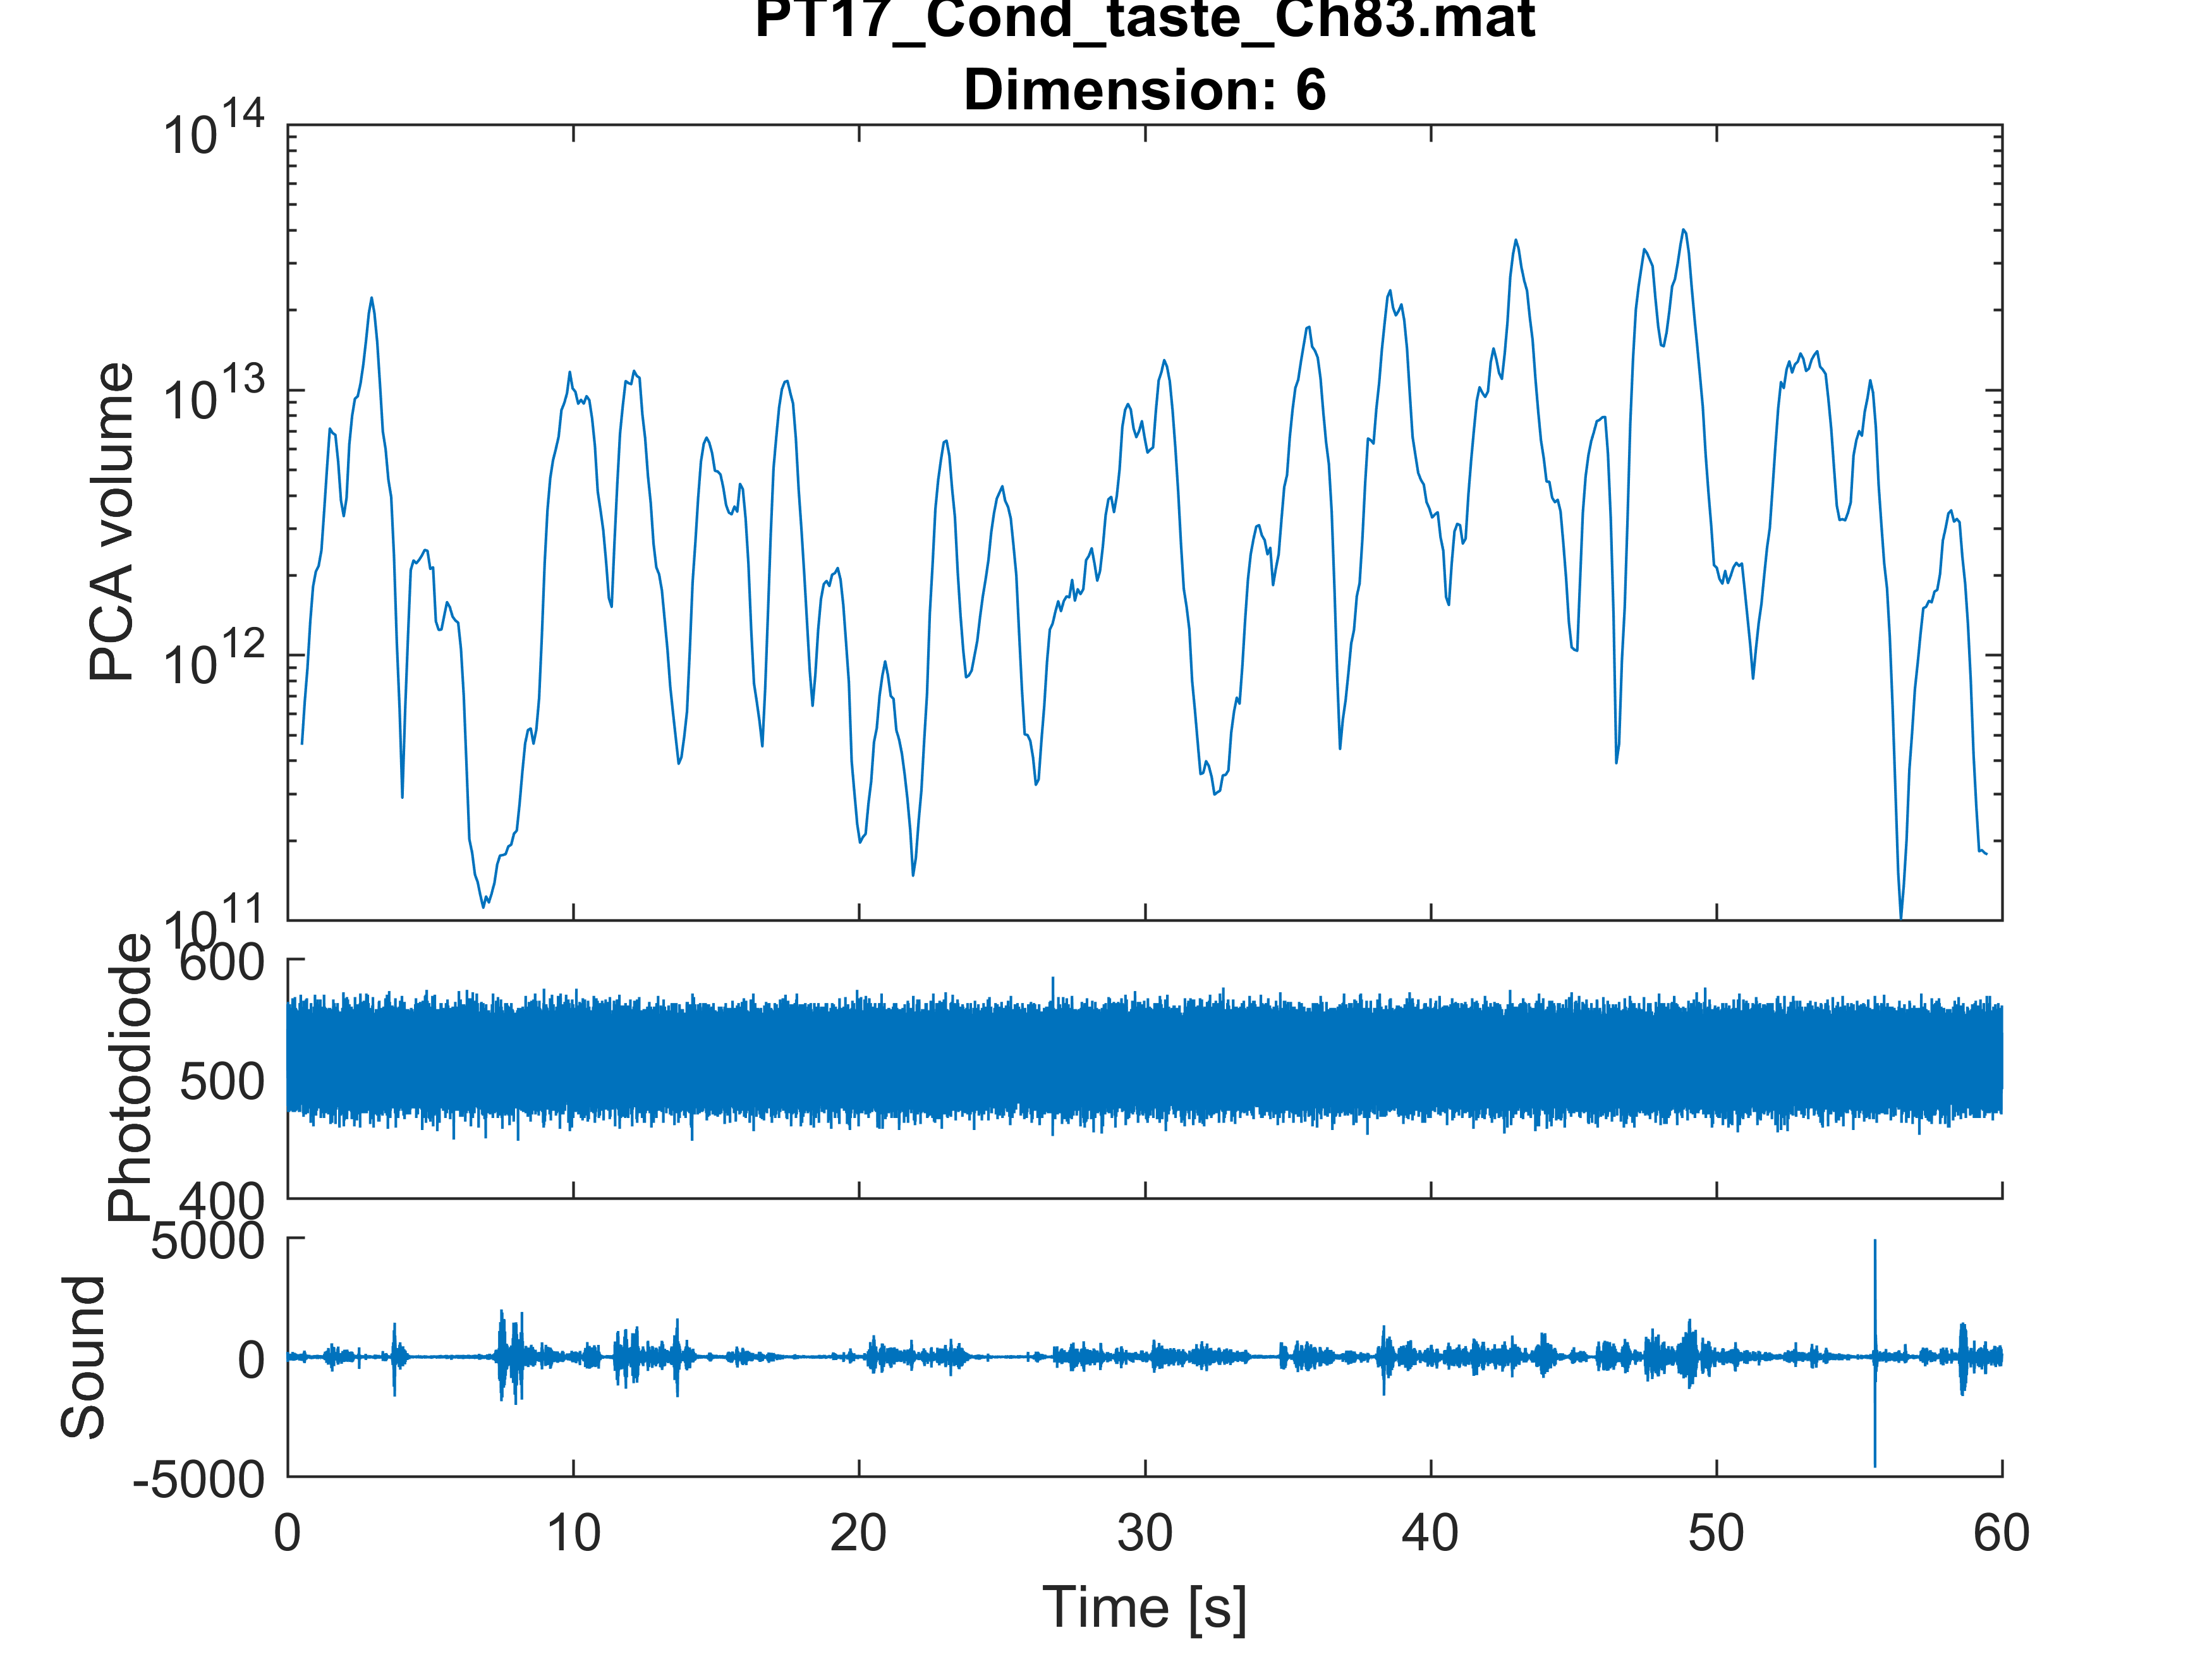 PT17_Cond_taste_Ch83.mat
Dimension: 6
10^14
10^13
10^12
10^11
PCA volume
600
500
400
Photodiode
5000
0
-5000
Sound
0 10 20 30 40 50 60
Time [s]